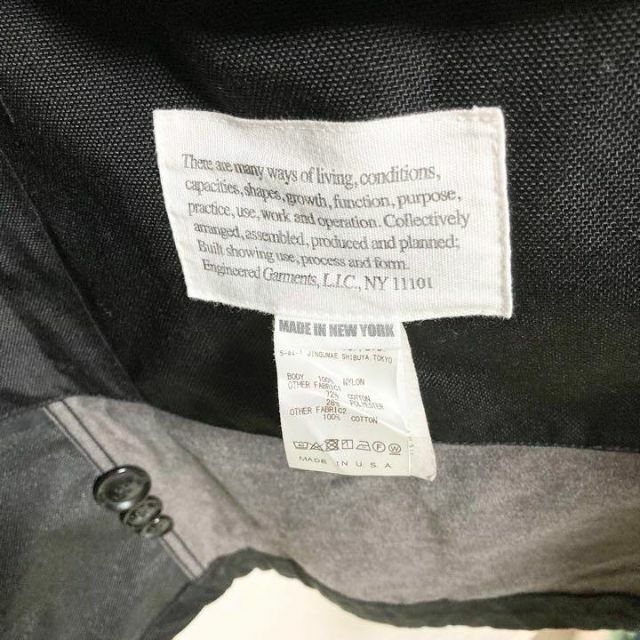 There are many ways of living, conditions,
capacities, shapes, growth, function, purpose,
practice, use, work and operation. Collectively
arranged, assembled, produced and planned;
Built showing use, process and form.
Engineered Garments, L.I.C., NY 11101
MADE IN NEW YORK
JINGUMAE SHIBUYA TOKYO
BODY 100% NYLON
OTHER FABRIC1
72% COTTON
28% POLYESTER
OTHER FABRIC2
100% COTTON
MADE IN U.S.A